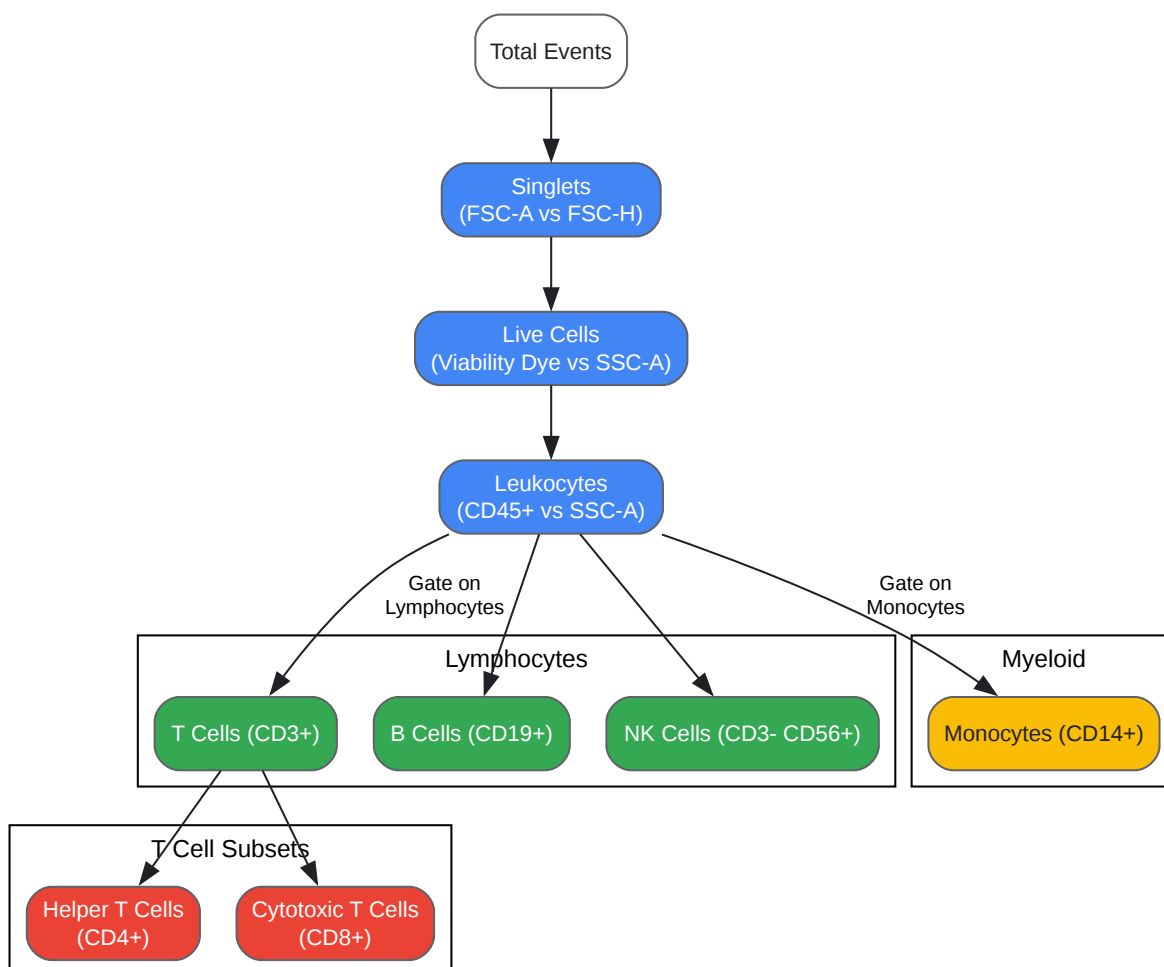 Total Events
Singlets
(FSC-A vs FSC-H)
Live Cells
(Viability Dye vs SSC-A)
Leukocytes
(CD45+ vs SSC-A)
Gate on
Lymphocytes
Gate on
Monocytes
Lymphocytes
Myeloid
T Cells (CD3+)
B Cells (CD19+)
NK Cells (CD3- CD56+)
Monocytes (CD14+)
T Cell Subsets
Helper T Cells
(CD4+)
Cytotoxic T Cells
(CD8+)